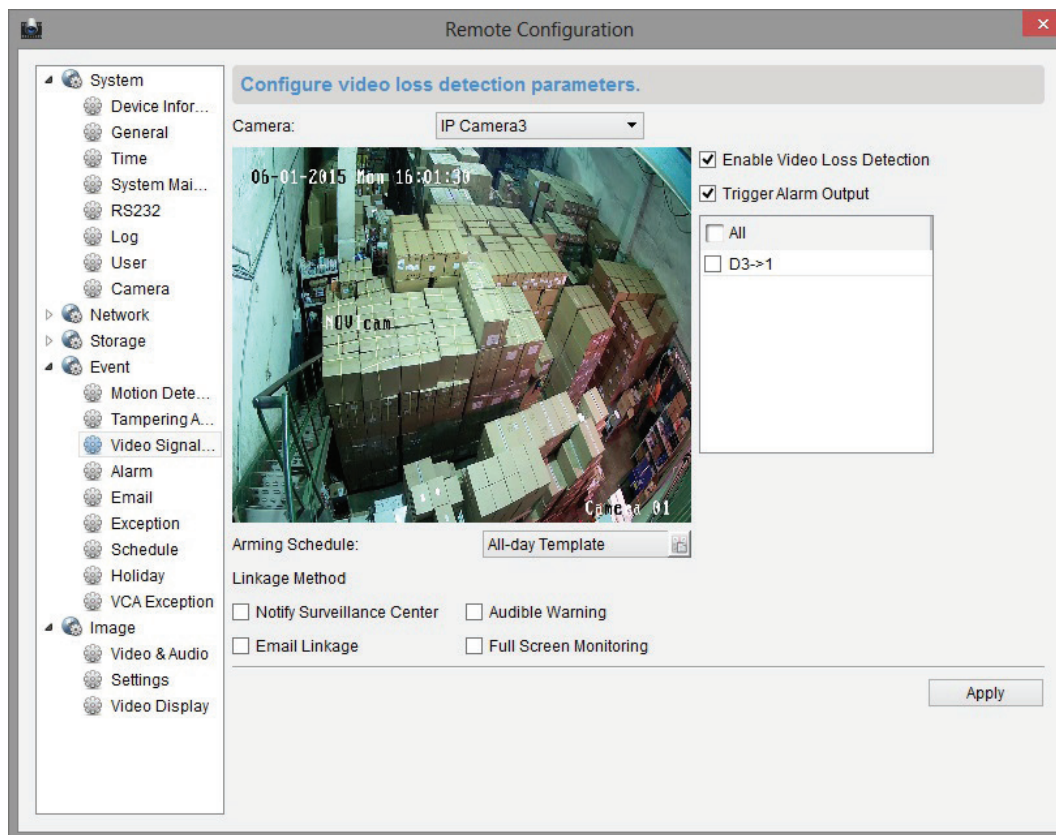 Remote Configuration
System
Device Infor...
General
Time
System Mai...
RS232
Log
User
Camera
Network
Storage
Event
Motion Dete...
Tampering A...
Video Signal...
Alarm
Email
Exception
Schedule
Holiday
VCA Exception
Image
Video & Audio
Settings
Video Display
Configure video loss detection parameters.
Camera: IP Camera3
06-01-2015 Mon 16:01:30
NOVIcam
Camera 01
Enable Video Loss Detection
Trigger Alarm Output
All
D3->1
Arming Schedule: All-day Template
Linkage Method
Notify Surveillance Center Audible Warning
Email Linkage Full Screen Monitoring
Apply